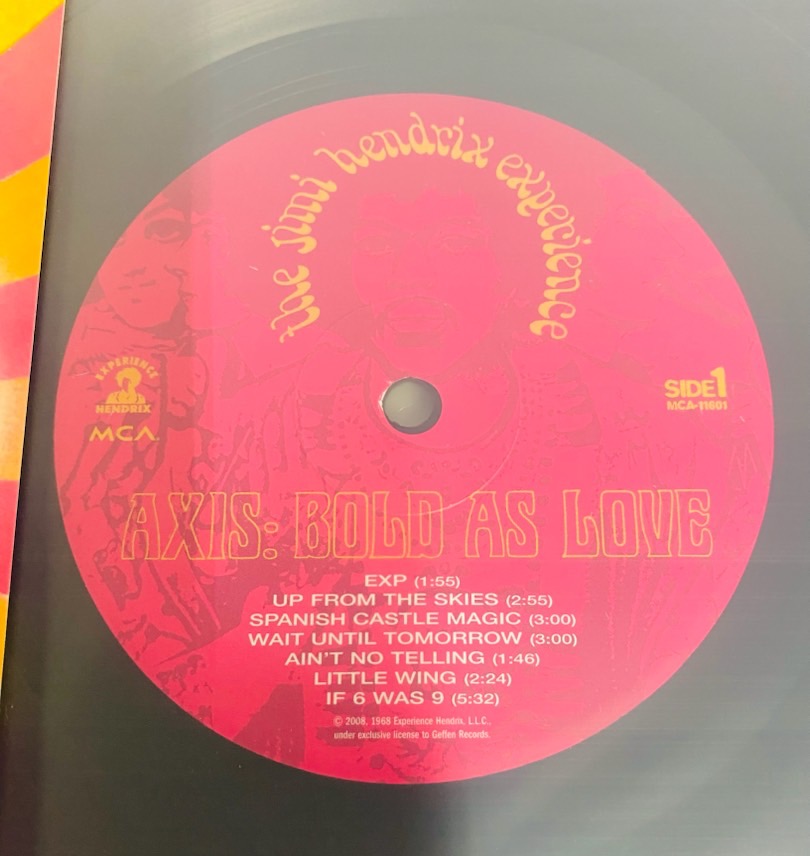 the jimi hendrix experience
EXPERIENCE
HENDRIX
MCA.
SIDE 1
MCA-11601
AXIS: BOLD AS LOVE
EXP (1:55)
UP FROM THE SKIES (2:55)
SPANISH CASTLE MAGIC (3:00)
WAIT UNTIL TOMORROW (3:00)
AIN'T NO TELLING (1:46)
LITTLE WING (2:24)
IF 6 WAS 9 (5:32)
© 2008, 1968 Experience Hendrix, L.L.C.,
under exclusive license to Geffen Records.